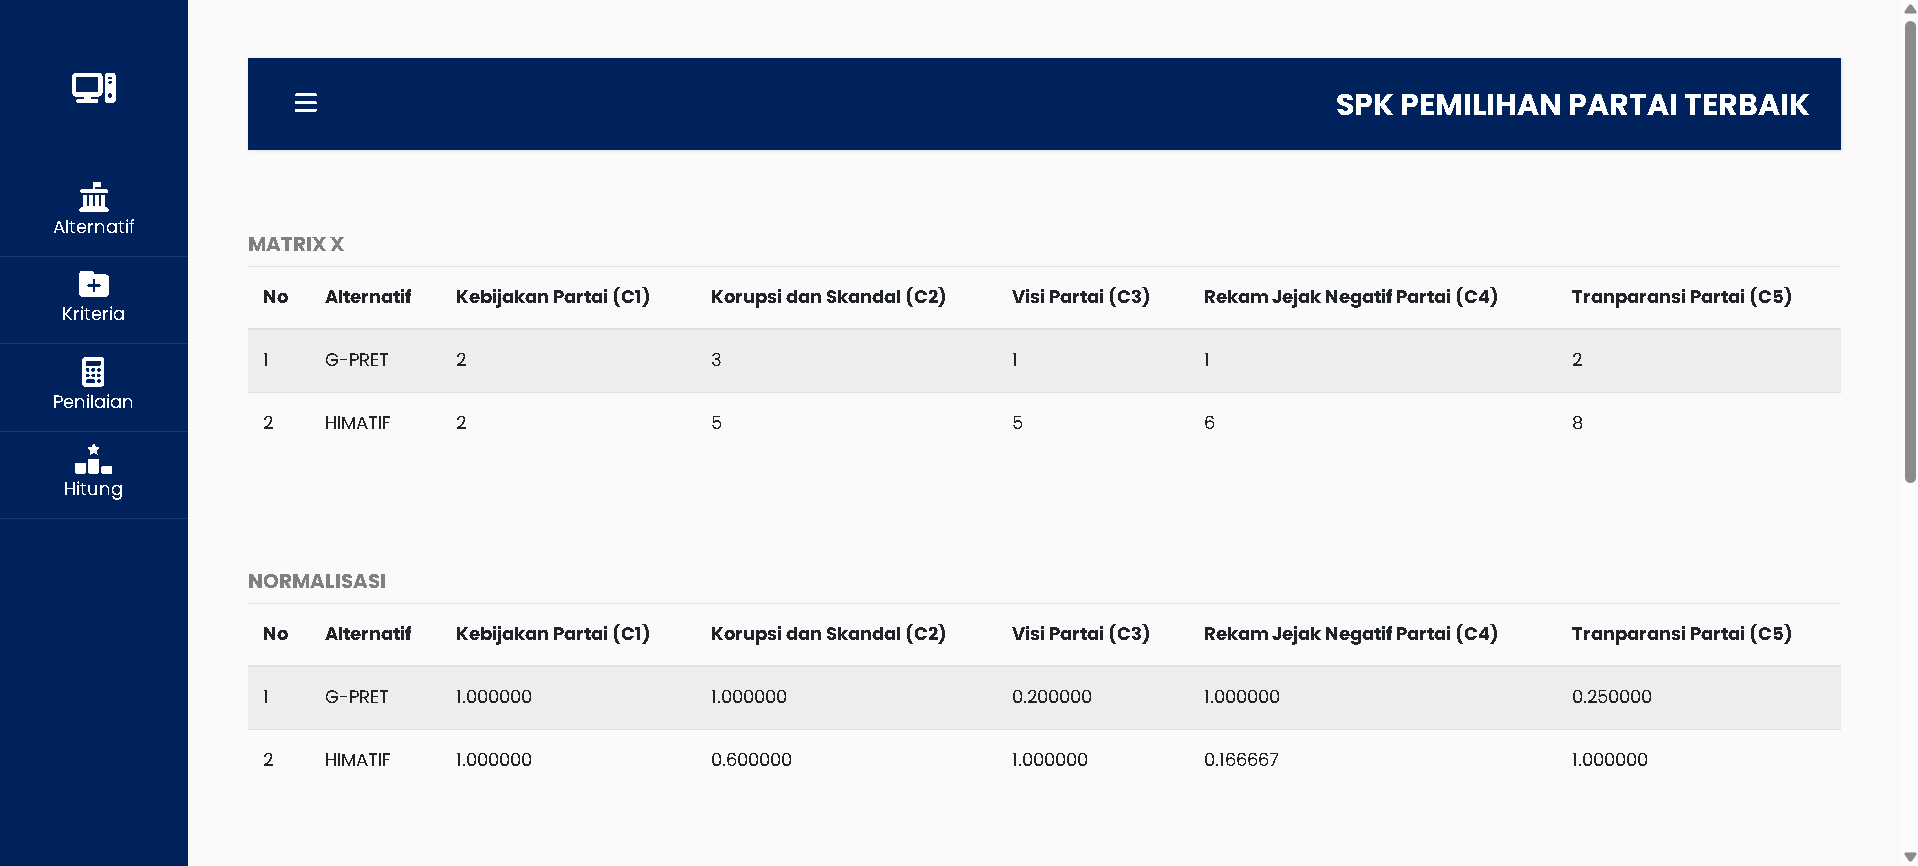 SPK PEMILIHAN PARTAI TERBAIK
Alternatif
Kriteria
Penilaian
Hitung
MATRIX X
No Alternatif Kebijakan Partai (C1) Korupsi dan Skandal (C2) Visi Partai (C3) Rekam Jejak Negatif Partai (C4) Tranparansi Partai (C5)
1 G-PRET 2 3 1 1 2
2 HIMATIF 2 5 5 6 8
NORMALISASI
No Alternatif Kebijakan Partai (C1) Korupsi dan Skandal (C2) Visi Partai (C3) Rekam Jejak Negatif Partai (C4) Tranparansi Partai (C5)
1 G-PRET 1.000000 1.000000 0.200000 1.000000 0.250000
2 HIMATIF 1.000000 0.600000 1.000000 0.166667 1.000000